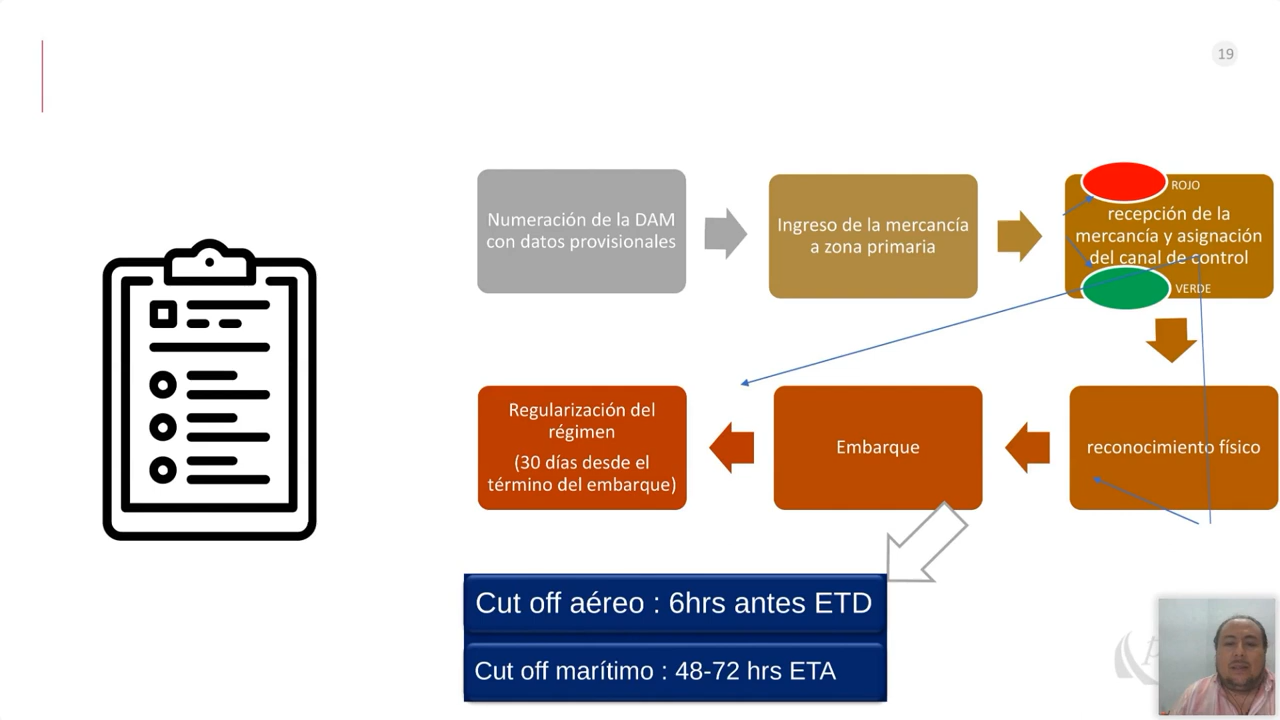 19
Numeración de la DAM
con datos provisionales
Ingreso de la mercancía
a zona primaria
ROJO
recepción de la
mercancía y asignación
del canal de control
VERDE
Regularización del
régimen
(30 días desde el
término del embarque)
Embarque
reconocimiento físico
Cut off aéreo : 6hrs antes ETD
Cut off marítimo : 48-72 hrs ETA